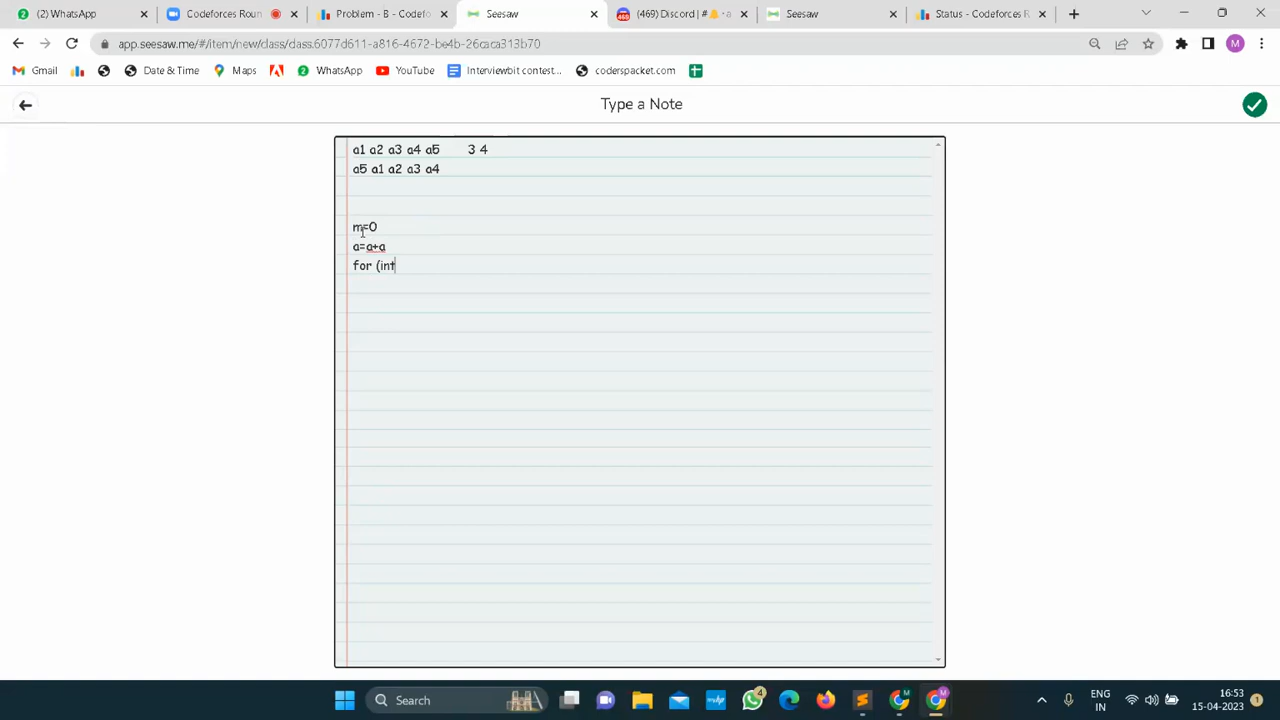 (2) WhatsApp
Codeforces Roun
Problem - B - Codefo
Seesaw
(469) Discord | #
Seesaw
Status - Codeforces R
app.seesaw.me/#/item/new/class/class.6077d611-a816-4672-be4b-26aca313b70
Gmail
Date & Time
Maps
WhatsApp
YouTube
Interviewbit contest...
coderspacket.com
Type a Note
a1 a2 a3 a4 a5 3 4
a5 a1 a2 a3 a4
m=0
a=a+a
for (int
Search
4
ENG
IN
16:53
15-04-2023